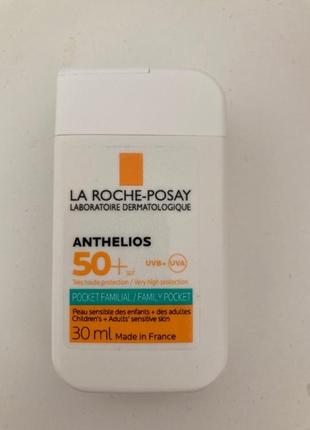 LA ROCHE-POSAY
LABORATOIRE DERMATOLOGIQUE
ANTHELIOS
50+ SPF UVB+ UVA
Très haute protection / Very high protection
POCKET FAMILIAL / FAMILY POCKET
Peau sensible des enfants + des adultes
Children's + Adults' sensitive skin
30 ml Made in France